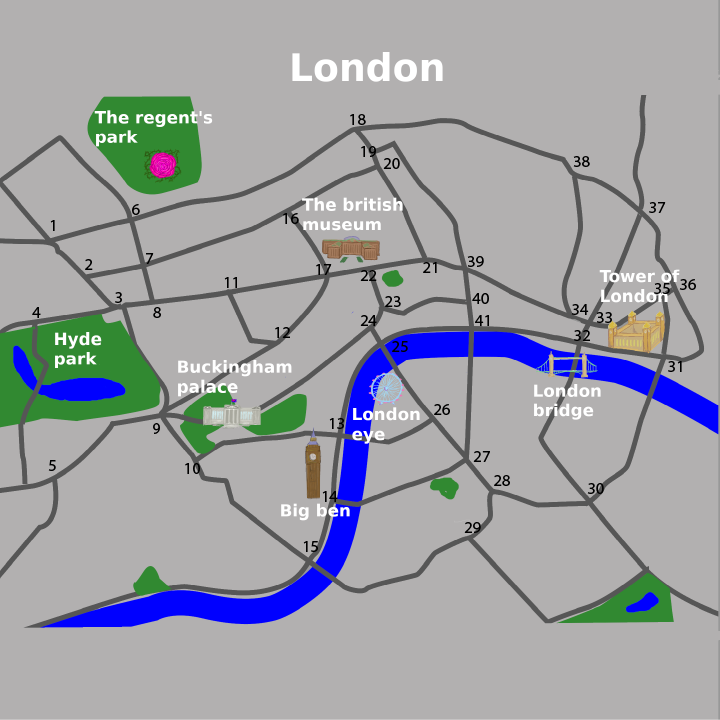 London
The regent's
park
18
19
20
38
37
The british
museum
16
6
1
7
2
17
22
21
39
11
3
8
4
23
40
24
41
34
33
35
36
Tower of
London
Hyde
park
12
25
32
31
Buckingham
palace
London
bridge
London
eye
26
13
9
10
5
27
28
30
14
Big ben
29
15